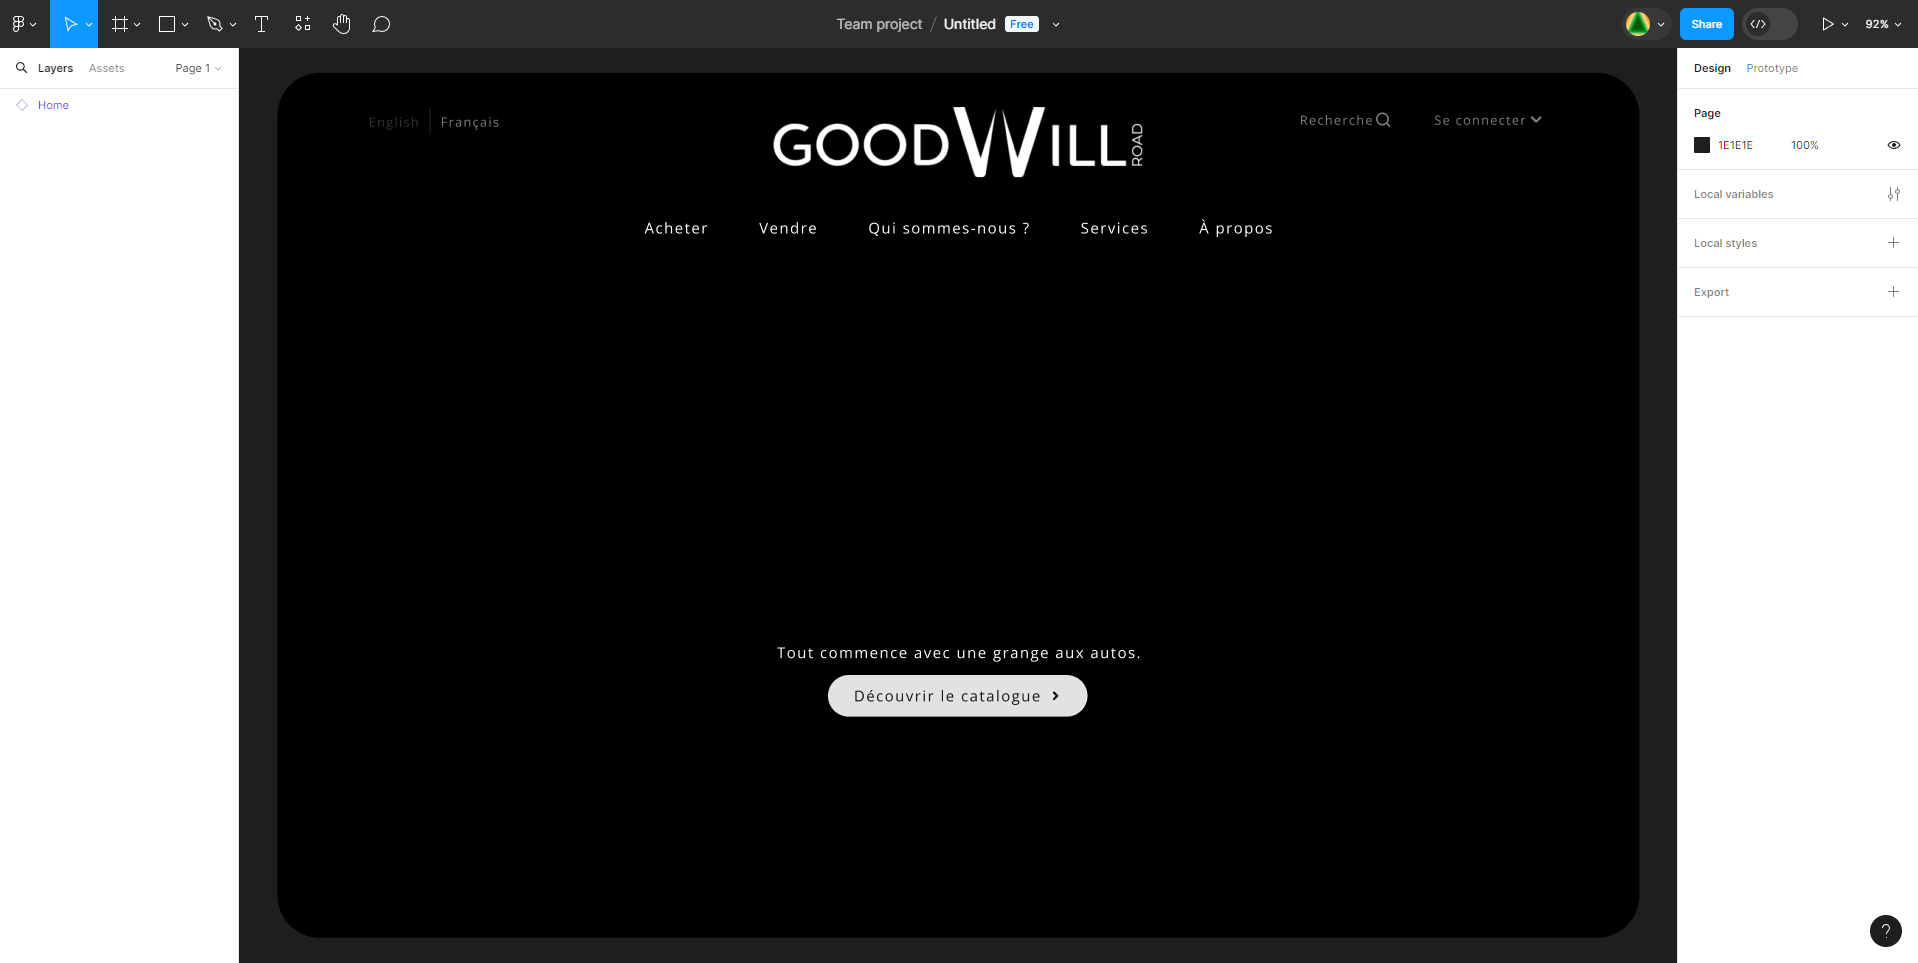 Team project / Untitled Free
Share
92%
Layers Assets Page 1
Home
English Français
GOODWILL ROAD
Recherche Se connecter
Acheter Vendre Qui sommes-nous ? Services À propos
Tout commence avec une grange aux autos.
Découvrir le catalogue
Design Prototype
Page
1E1E1E 100%
Local variables
Local styles
Export
?